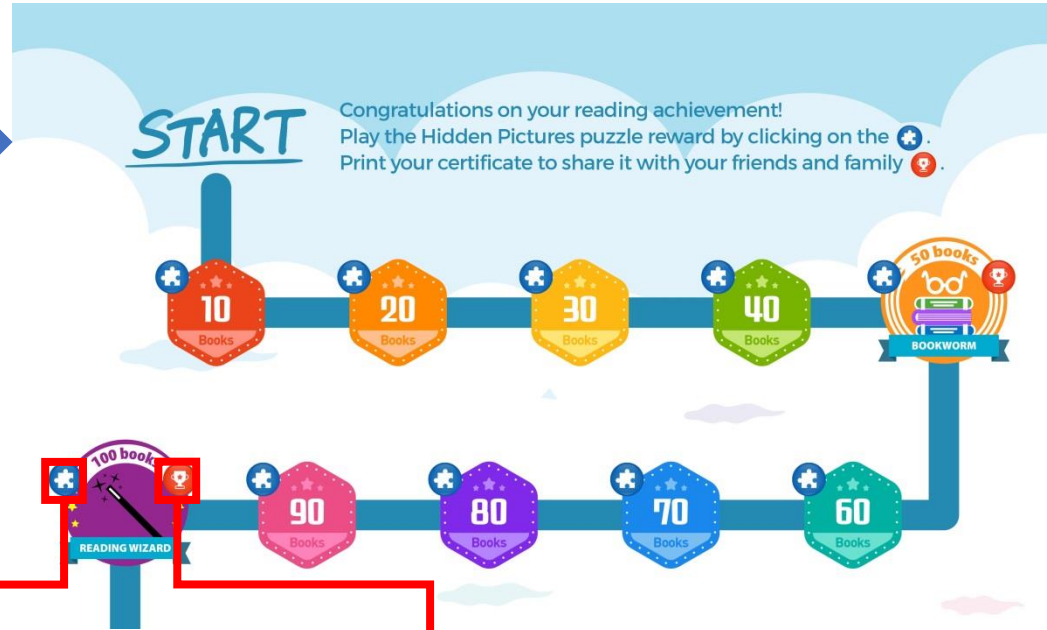 START
Congratulations on your reading achievement!
Play the Hidden Pictures puzzle reward by clicking on the .
Print your certificate to share it with your friends and family .
10
Books
20
Books
30
Books
40
Books
50 books
BOOKWORM
100 books
READING WIZARD
90
Books
80
Books
70
Books
60
Books